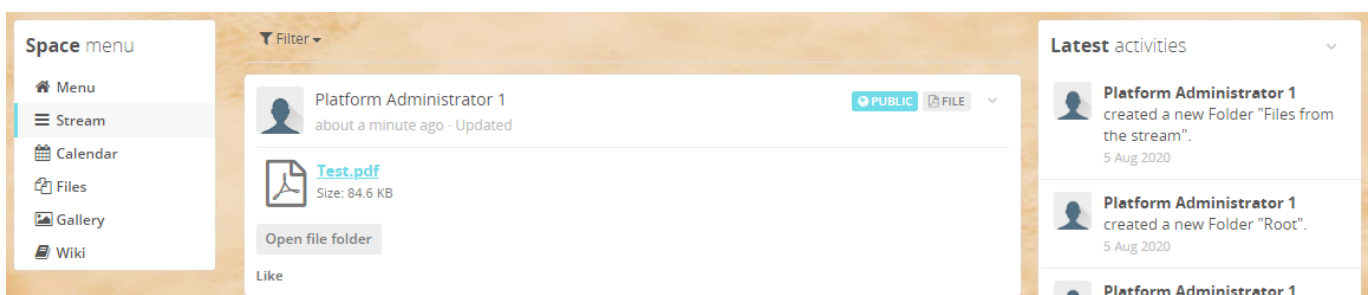 Space menu
Menu
Stream
Calendar
Files
Gallery
Wiki
Filter
Platform Administrator 1
about a minute ago · Updated
PUBLIC
FILE
Test.pdf
Size: 84.6 KB
Open file folder
Like
Latest activities
Platform Administrator 1
created a new Folder "Files from
the stream".
5 Aug 2020
Platform Administrator 1
created a new Folder "Root".
5 Aug 2020
Platform Administrator 1